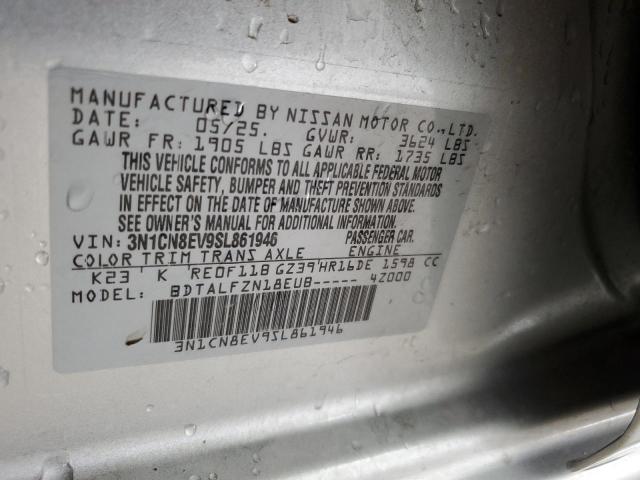 MANUFACTURED BY NISSAN MOTOR CO.,LTD.
DATE: 05/25. GVWR: 3624 LBS
GAWR FR: 1905 LBS GAWR RR: 1735 LBS
THIS VEHICLE CONFORMS TO ALL APPLICABLE FEDERAL MOTOR
VEHICLE SAFETY, BUMPER AND THEFT PREVENTION STANDARDS
IN EFFECT ON THE DATE OF MANUFACTURE SHOWN ABOVE.
SEE OWNER'S MANUAL FOR ADDITIONAL INFORMATION.
VIN: 3N1CN8EV9SL861946 PASSENGER CAR.
COLOR TRIM TRANS AXLE ENGINE
K23 K RE0F11B GZ39 HR16DE 1598 CC
MODEL: BDTALFZN18EUB----- 4Z000
3N1CN8EV9SL861946